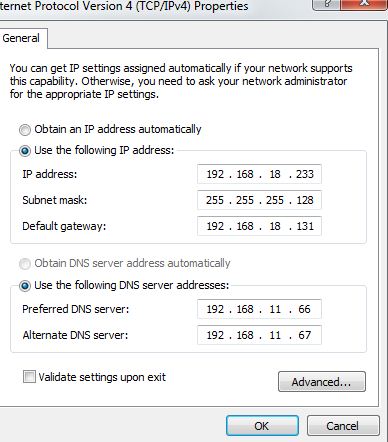 ternet Protocol Version 4 (TCP/IPv4) Properties
General
You can get IP settings assigned automatically if your network supports
this capability. Otherwise, you need to ask your network administrator
for the appropriate IP settings.
Obtain an IP address automatically
Use the following IP address:
IP address: 192 . 168 . 18 . 233
Subnet mask: 255 . 255 . 255 . 128
Default gateway: 192 . 168 . 18 . 131
Obtain DNS server address automatically
Use the following DNS server addresses:
Preferred DNS server: 192 . 168 . 11 . 66
Alternate DNS server: 192 . 168 . 11 . 67
Validate settings upon exit
Advanced...
OK Cancel